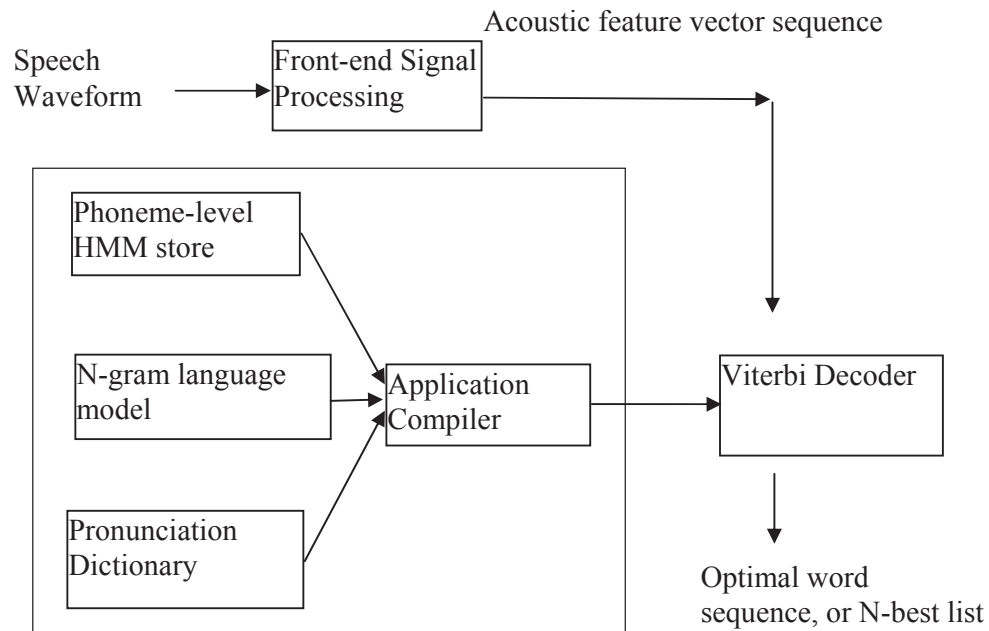 Acoustic feature vector sequence
Speech
Waveform
Front-end Signal
Processing
Phoneme-level
HMM store
N-gram language
model
Application
Compiler
Viterbi Decoder
Pronunciation
Dictionary
Optimal word
sequence, or N-best list